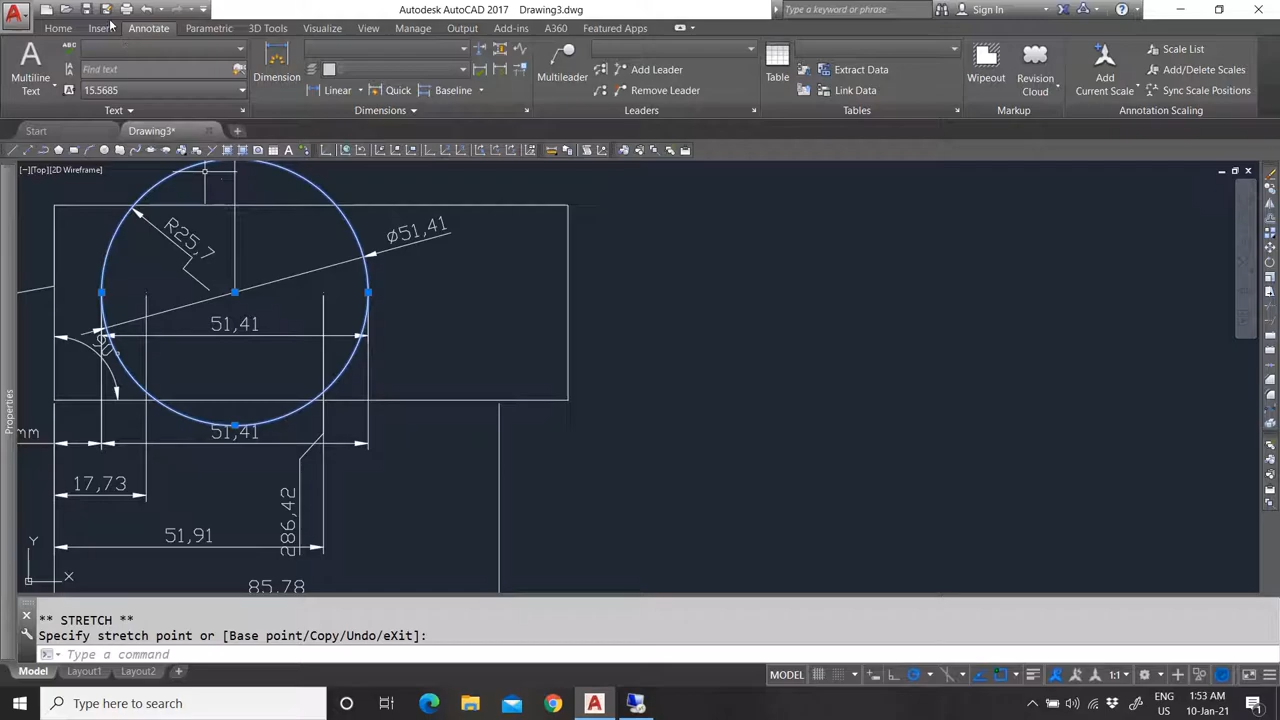 Autodesk AutoCAD 2017 Drawing3.dwg
Type a keyword or phrase
Sign In
Home Insert Annotate Parametric 3D Tools Visualize View Manage Output Add-ins A360 Featured Apps
Multiline Text
ABC
Find text
15.5685
Text
Dimension
Linear
Quick
Baseline
Dimensions
Multileader
Add Leader
Remove Leader
Leaders
Table
Extract Data
Link Data
Tables
Wipeout
Revision Cloud
Markup
Add Current Scale
Scale List
Add/Delete Scales
Sync Scale Positions
Annotation Scaling
Start
Drawing3*
[−][Top][2D Wireframe]
R25,7
ø51,41
51,41
90°
mm
51,41
17,73
286,42
51,91
85,78
Y
X
Properties
** STRETCH **
Specify stretch point or [Base point/Copy/Undo/eXit]:
Type a command
Model Layout1 Layout2
MODEL
1:1
Type here to search
ENG
US
1:53 AM
10-Jan-21